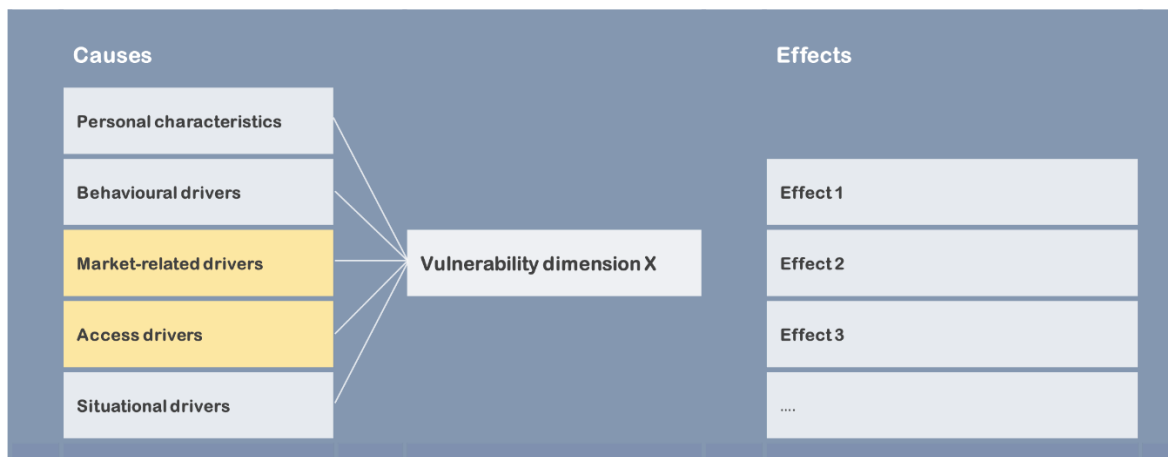 Causes
Effects
Personal characteristics
Behavioural drivers
Effect 1
Market-related drivers
Vulnerability dimension X
Effect 2
Access drivers
Effect 3
Situational drivers
....